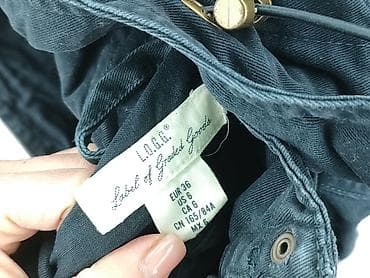 L.O.G.G.
Label of Graded Goods
EUR 36
US 6
CA 6
CN 165/84A
MX 6